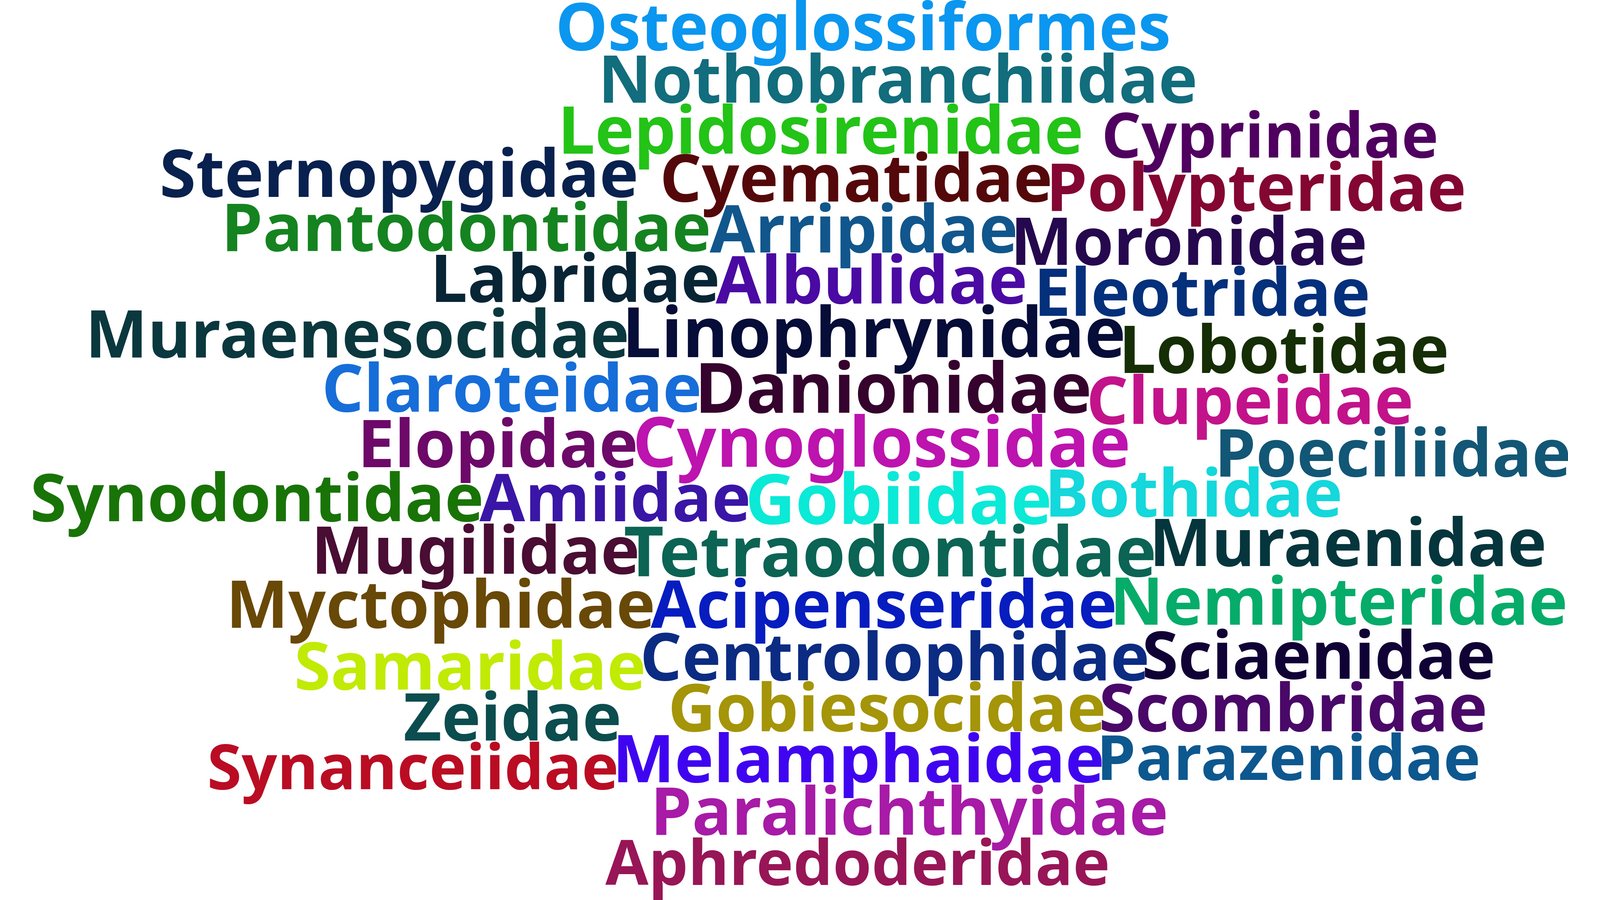 Osteoglossiformes
Nothobranchiidae
Lepidosirenidae Cyprinidae
Sternopygidae Cyematidae Polypteridae
Pantodontidae Arripidae Moronidae
Labridae Albulidae Eleotridae
Muraenesocidae Linophrynidae Lobotidae
Claroteidae Danionidae Clupeidae
Elopidae Cynoglossidae Poeciliidae
Synodontidae Amiidae Gobiidae Bothidae
Mugilidae Tetraodontidae Muraenidae
Myctophidae Acipenseridae Nemipteridae
Samaridae Centrolophidae Sciaenidae
Zeidae Gobiesocidae Scombridae
Synanceiidae Melamphaidae Parazenidae
Paralichthyidae
Aphredoderidae